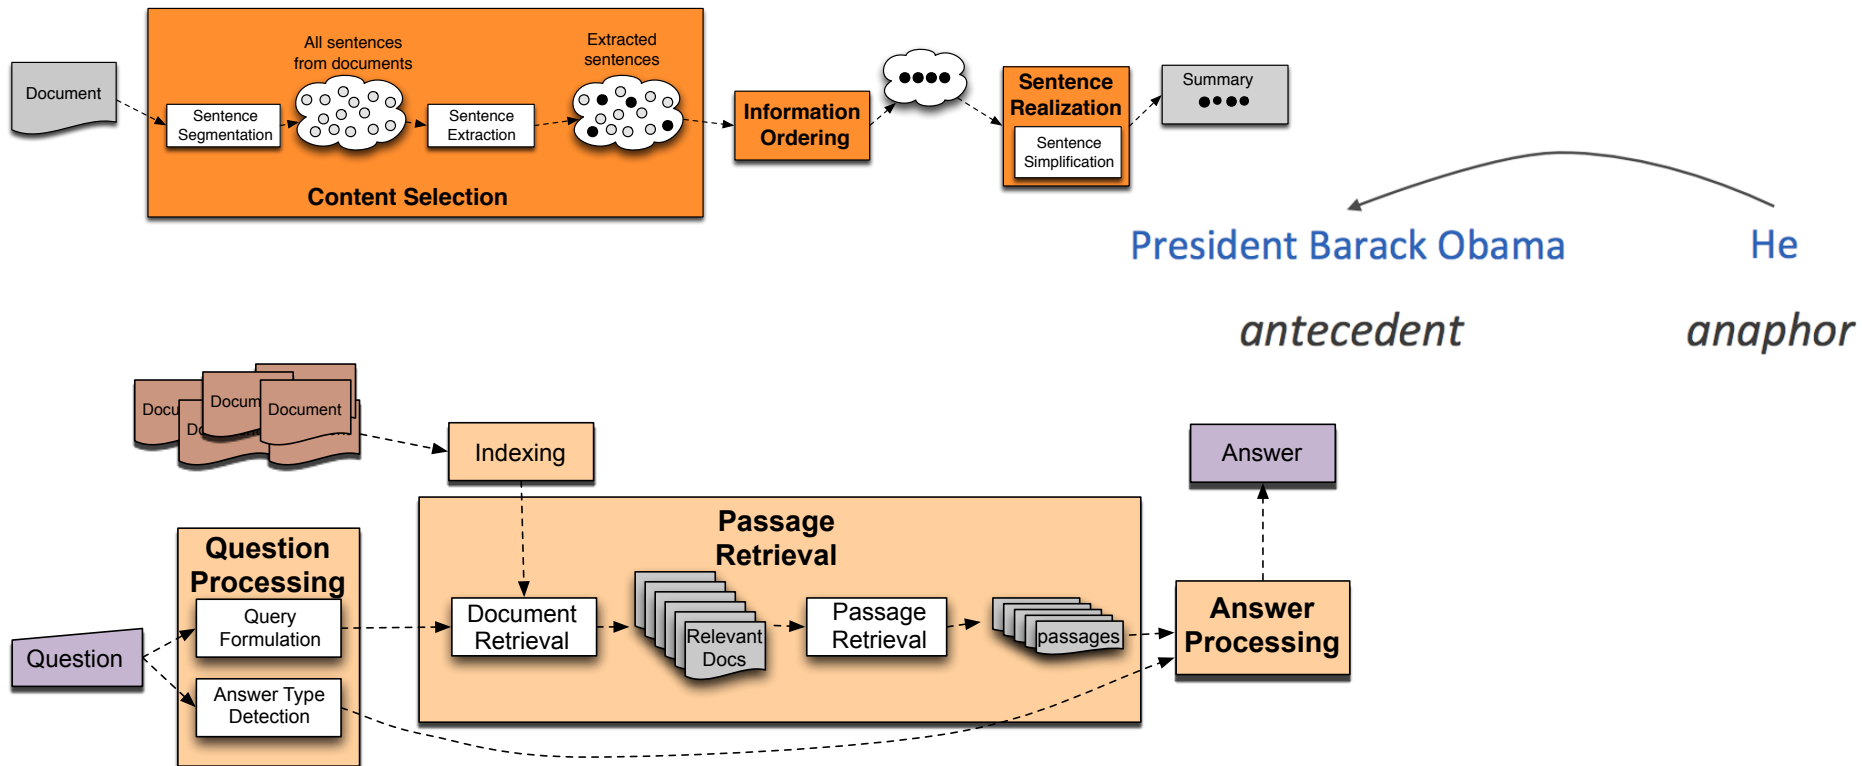 Document
All sentences
from documents
Extracted
sentences
Sentence
Segmentation
Sentence
Extraction
Content Selection
Information
Ordering
Sentence
Realization
Sentence
Simplification
Summary
President Barack Obama
He
antecedent
anaphor
Docu
Docum
Document
Indexing
Answer
Passage
Retrieval
Question
Processing
Query
Formulation
Document
Retrieval
Relevant
Docs
Passage
Retrieval
passages
Answer
Processing
Question
Answer Type
Detection